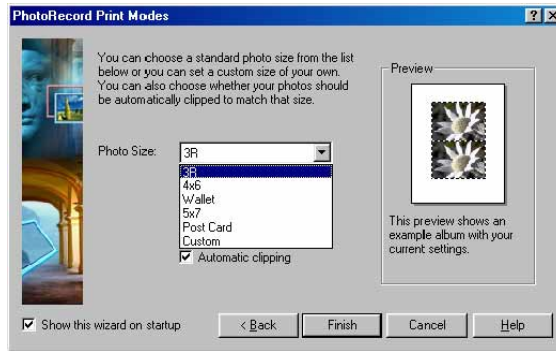 PhotoRecord Print Modes
You can choose a standard photo size from the list
below or you can set a custom size of your own.
You can also choose whether your photos should
be automatically clipped to match that size.
Preview
Photo Size:
3R
3R
4x6
Wallet
5x7
Post Card
Custom
Automatic clipping
This preview shows an
example album with your
current settings.
Show this wizard on startup
< Back
Finish
Cancel
Help